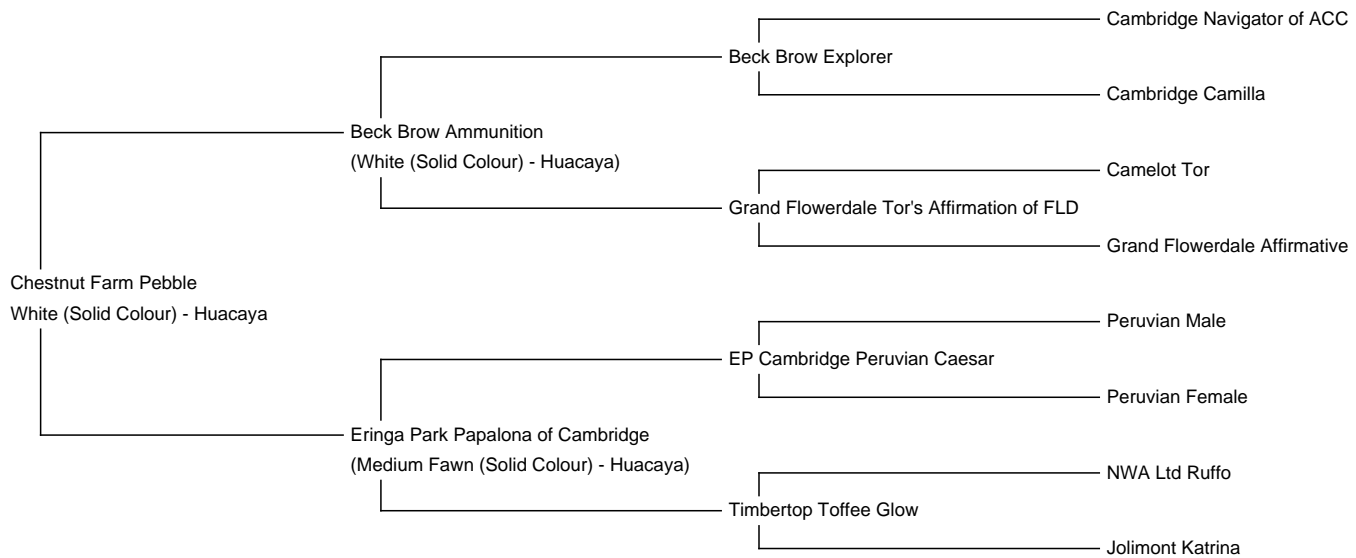 Cambridge Navigator of ACC
Beck Brow Explorer
Cambridge Camilla
Beck Brow Ammunition
(White (Solid Colour) - Huacaya)
Camelot Tor
Grand Flowerdale Tor's Affirmation of FLD
Grand Flowerdale Affirmative
Chestnut Farm Pebble
White (Solid Colour) - Huacaya
Peruvian Male
EP Cambridge Peruvian Caesar
Peruvian Female
Eringa Park Papalona of Cambridge
(Medium Fawn (Solid Colour) - Huacaya)
NWA Ltd Ruffo
Timbertop Toffee Glow
Jolimont Katrina